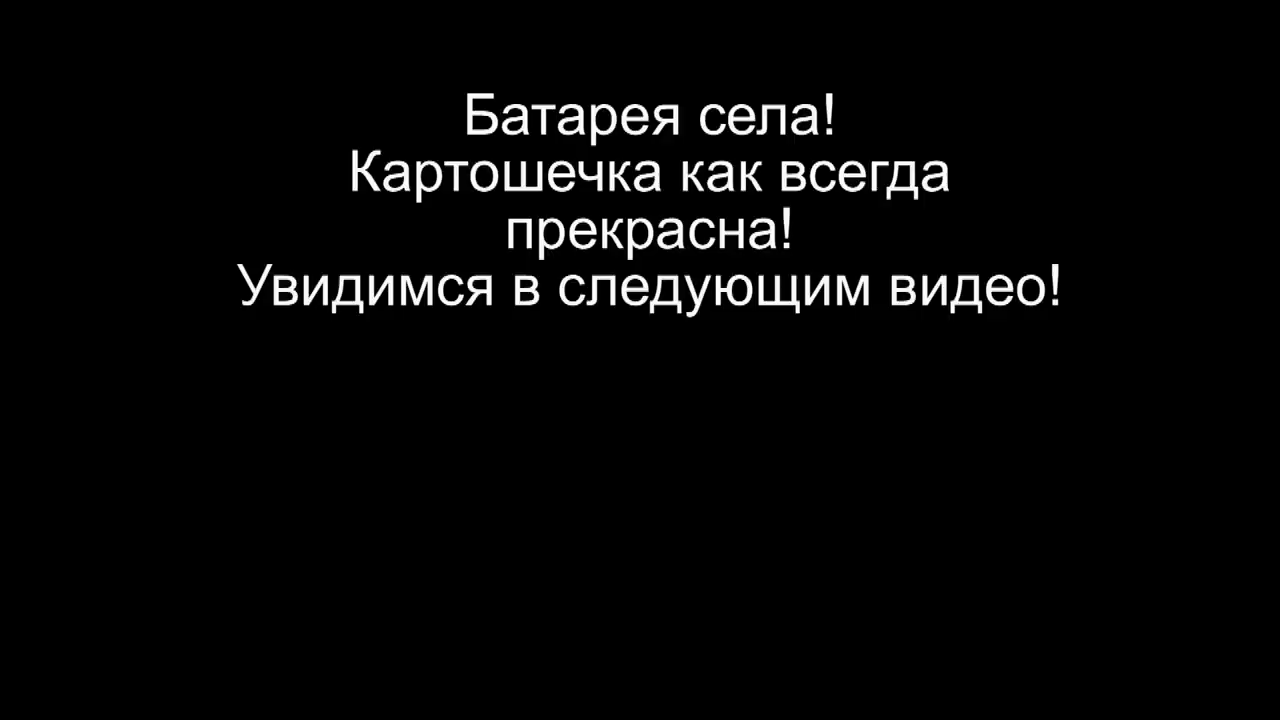 Батарея села!
Картошечка как всегда
прекрасна!
Увидимся в следующим видео!